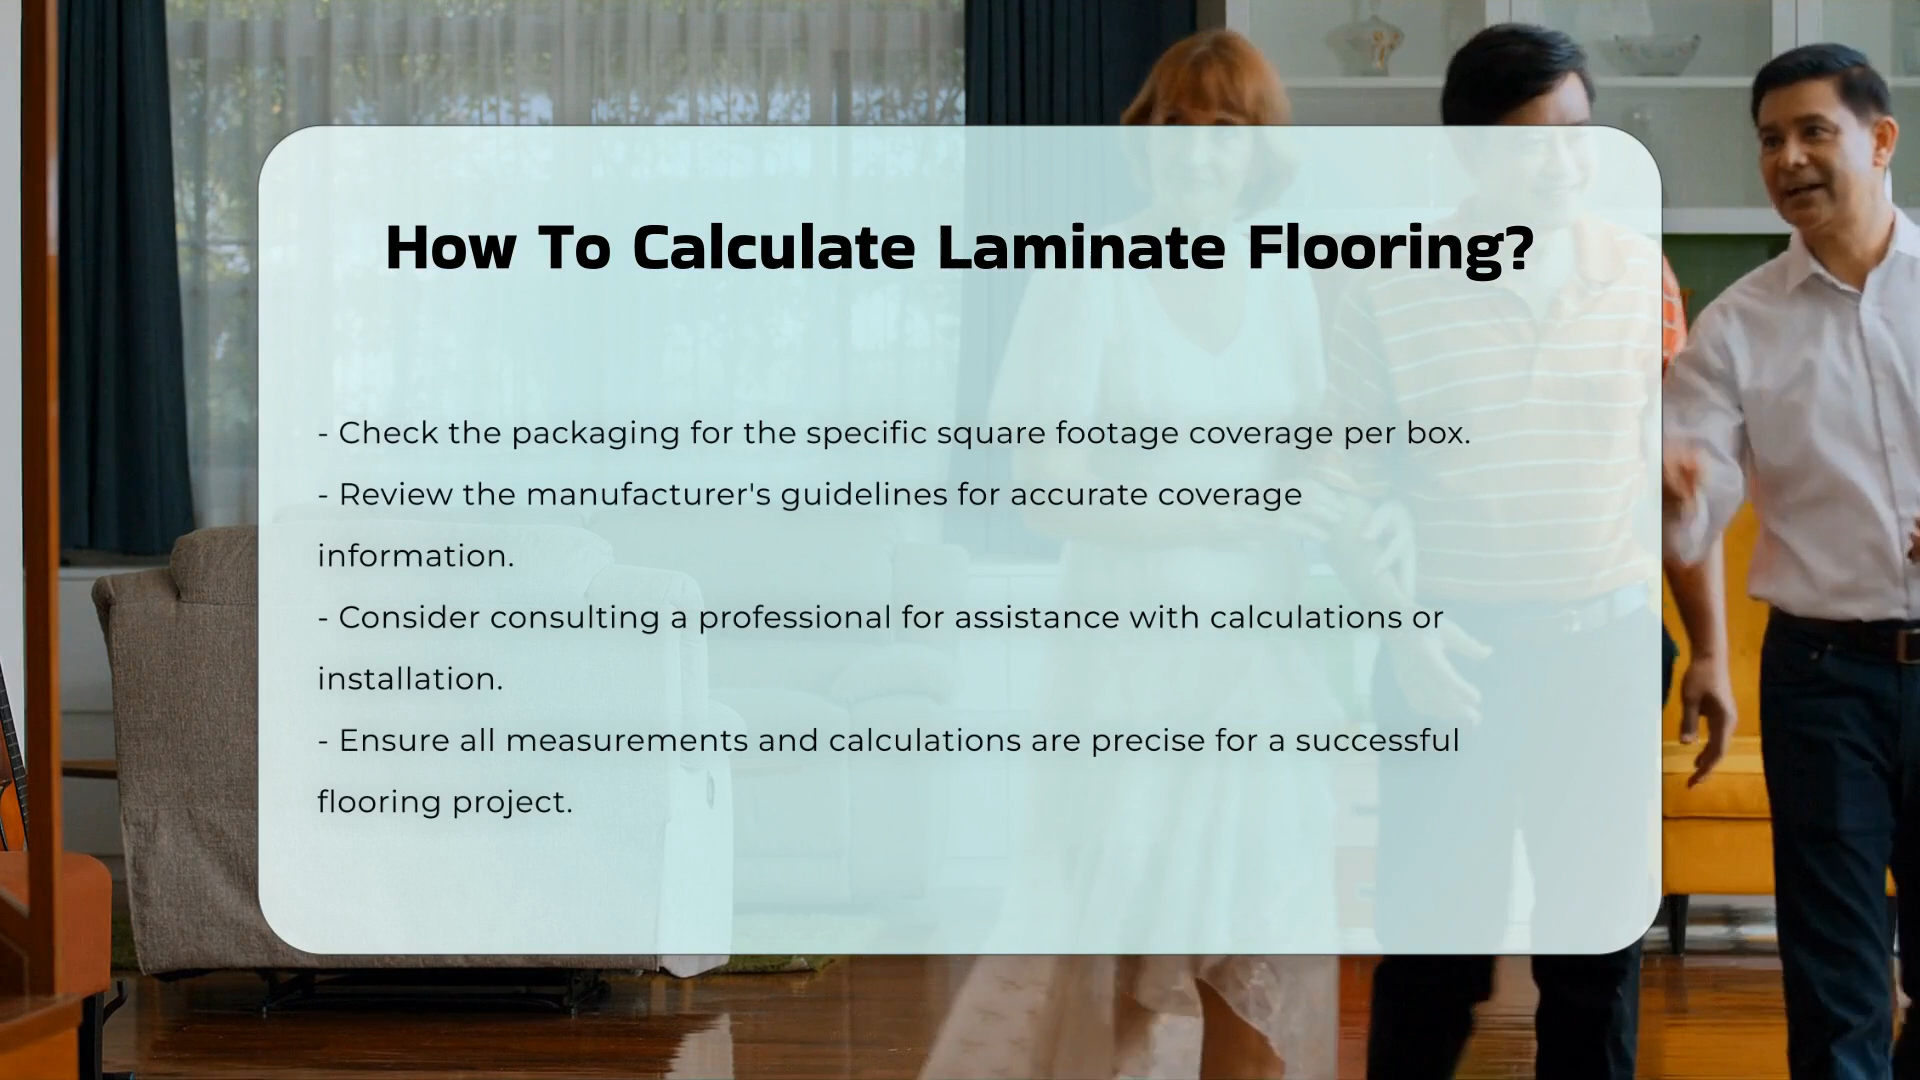 How To Calculate Laminate Flooring?
- Check the packaging for the specific square footage coverage per box.
- Review the manufacturer's guidelines for accurate coverage
information.
- Consider consulting a professional for assistance with calculations or
installation.
- Ensure all measurements and calculations are precise for a successful
flooring project.